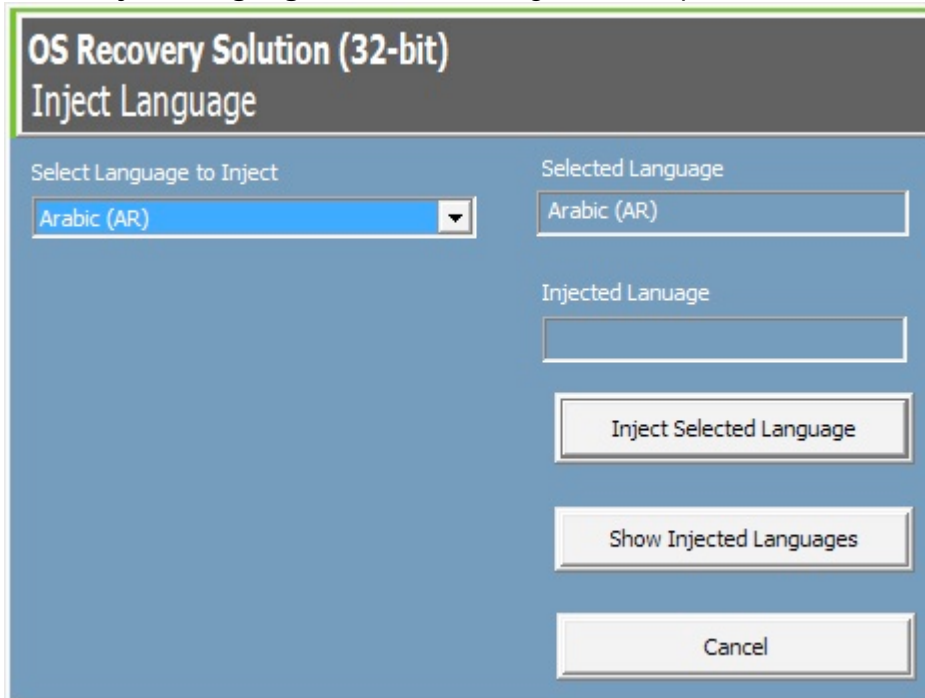 OS Recovery Solution (32-bit)
Inject Language
Select Language to Inject
Arabic (AR)
Selected Language
Arabic (AR)
Injected Lanuage
Inject Selected Language
Show Injected Languages
Cancel